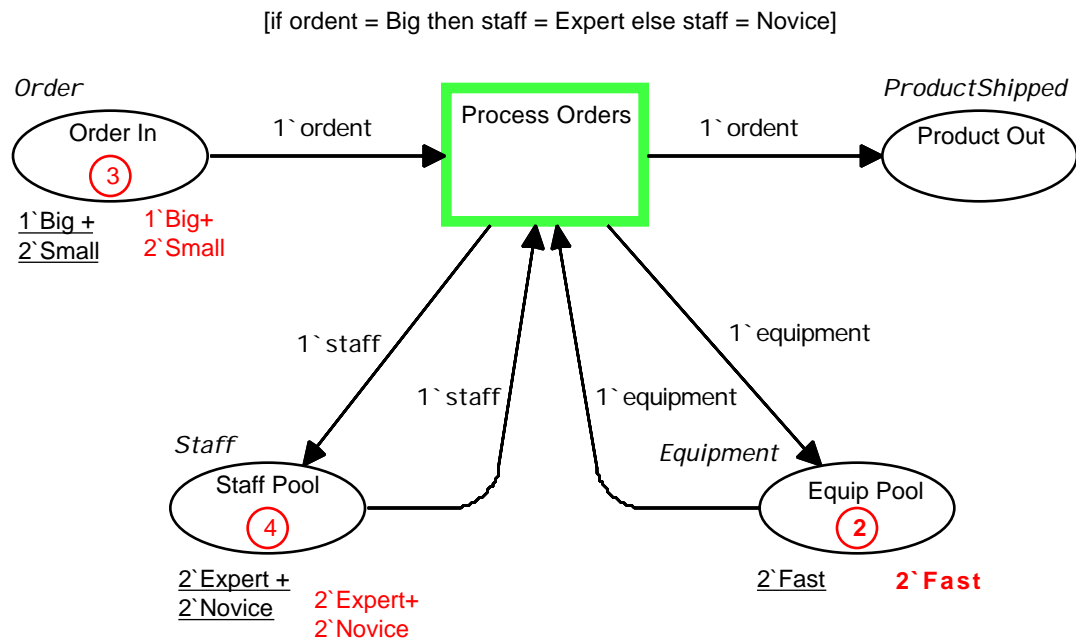 [if ordent = Big then staff = Expert else staff = Novice]
Order
ProductShipped
Order In
3
1`ordent
Process Orders
1`ordent
Product Out
1`Big +
2`Small
1`Big+
2`Small
1`staff
1`equipment
1`staff
1`equipment
Staff
Equipment
Staff Pool
4
Equip Pool
2
2`Expert +
2`Novice
2`Expert+
2`Novice
2`Fast
2`Fast